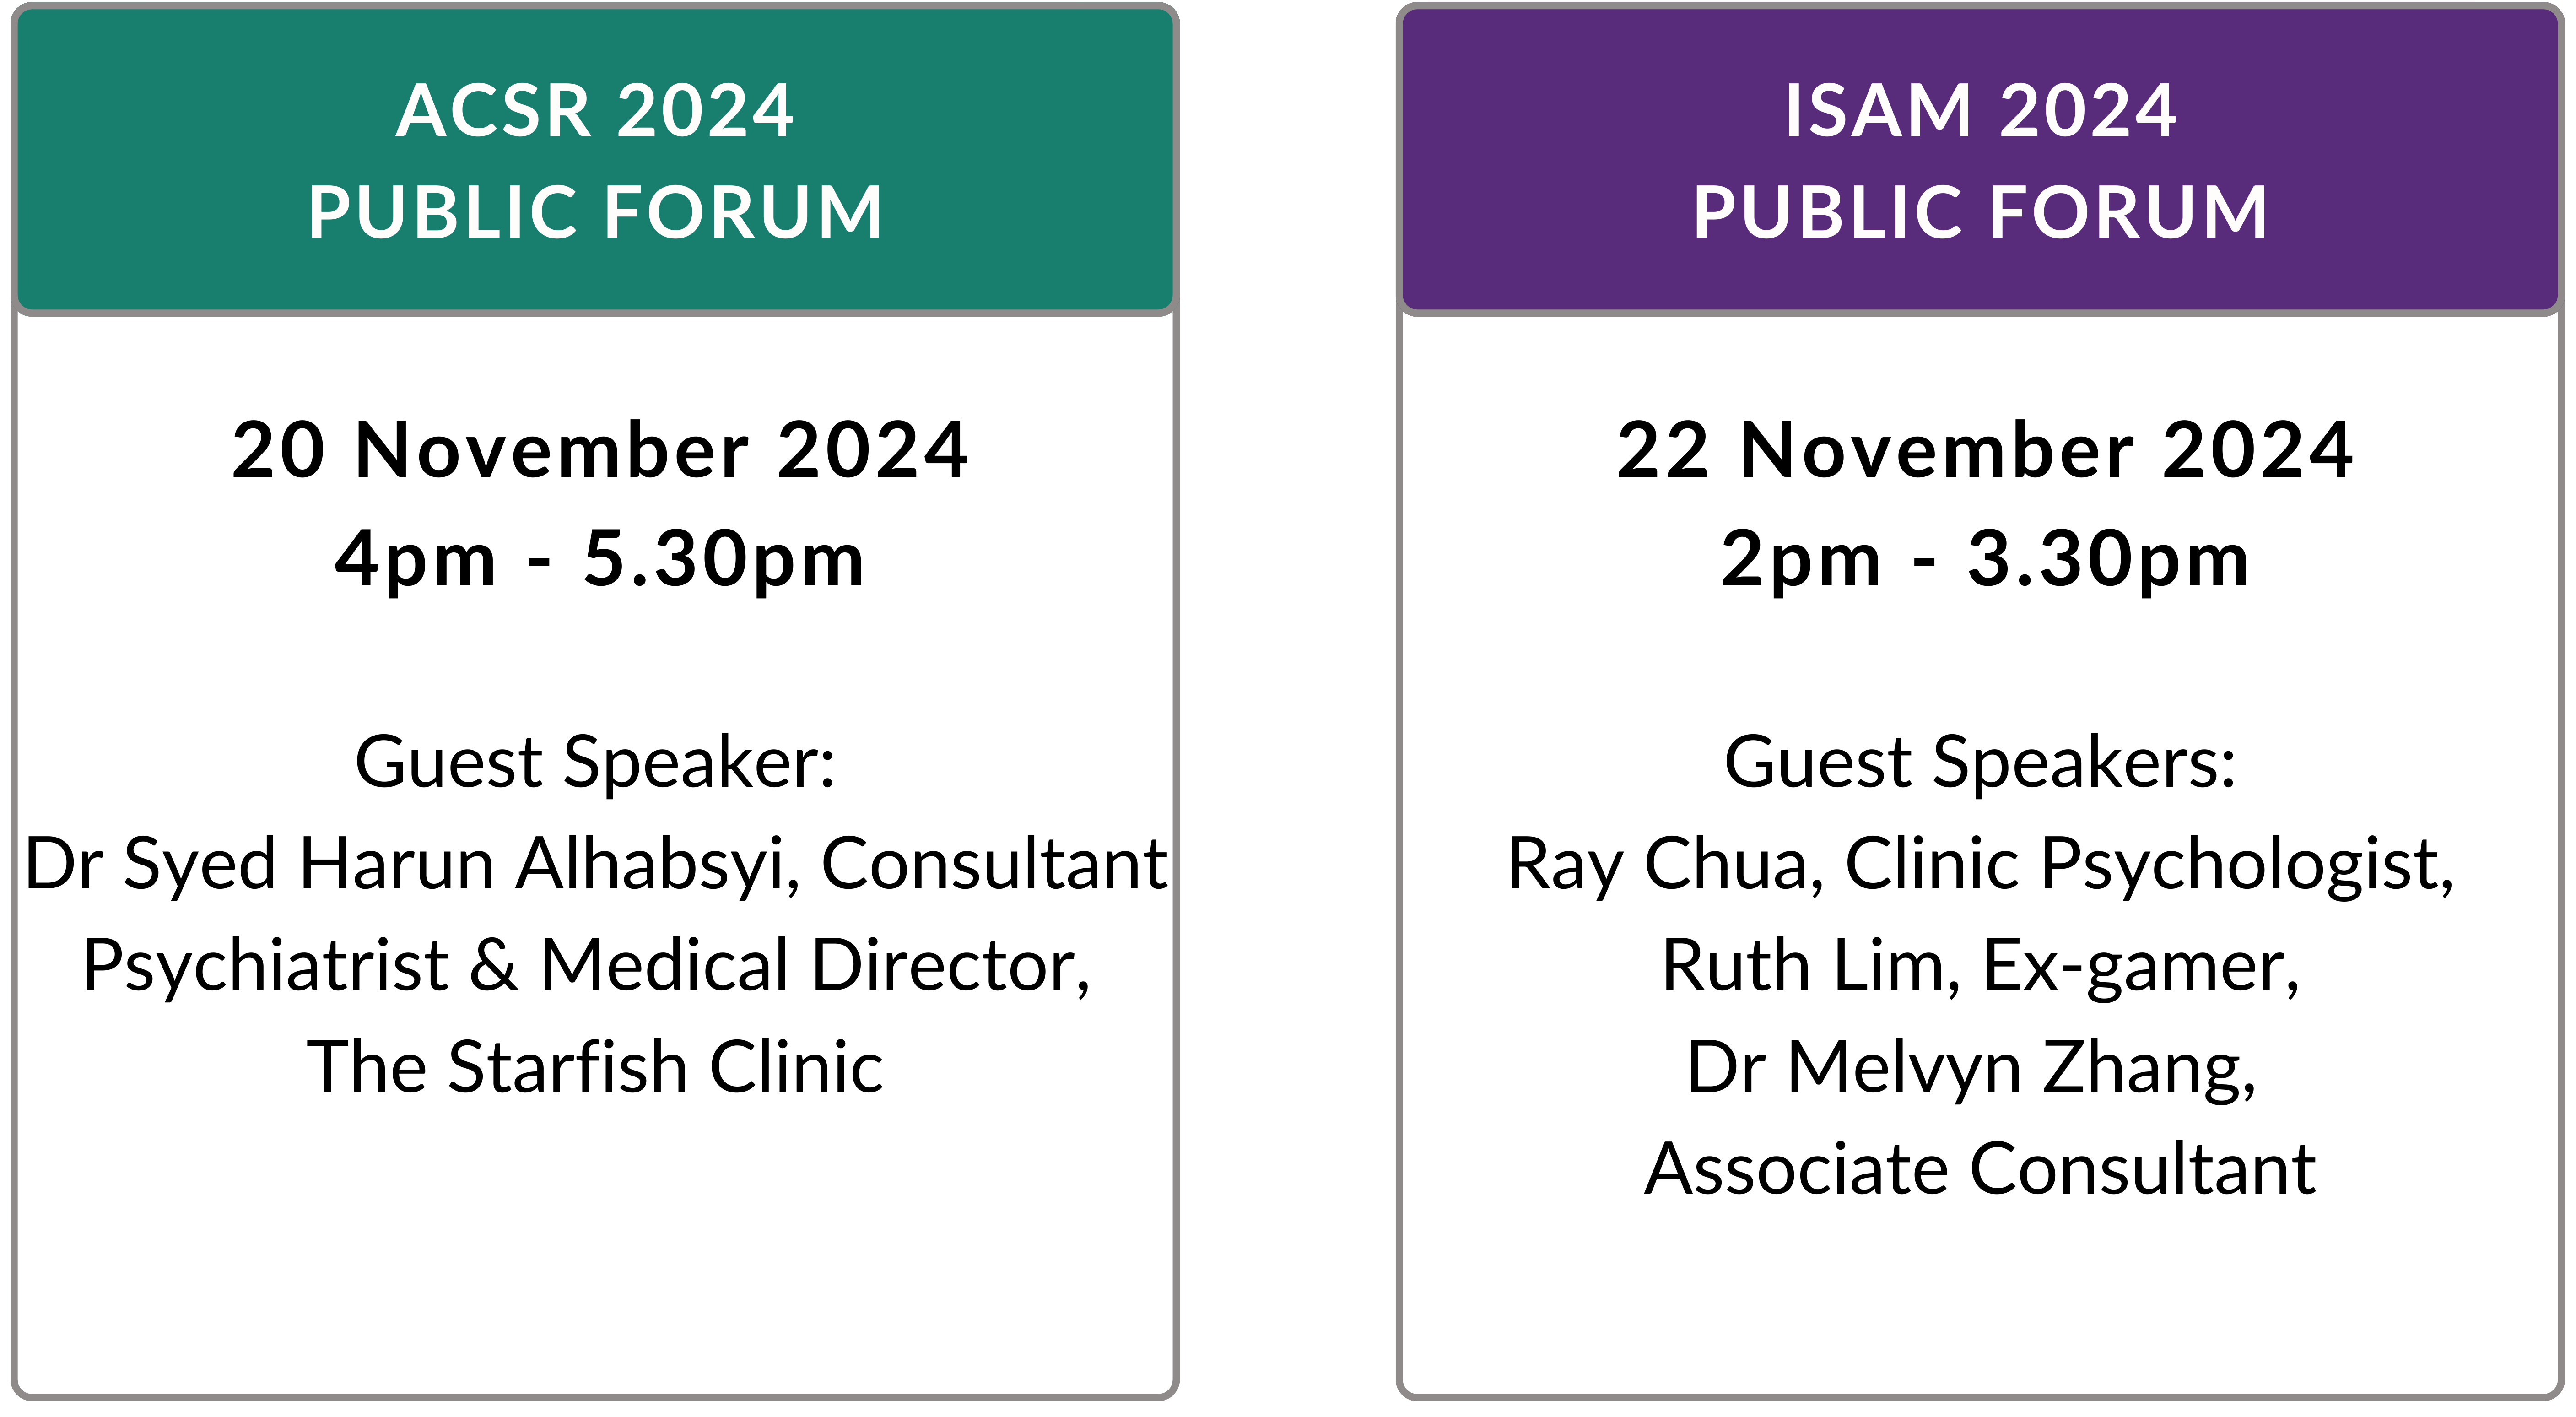 ACSR 2024
PUBLIC FORUM
20 November 2024
4pm - 5.30pm
Guest Speaker:
Dr Syed Harun Alhabsyi, Consultant
Psychiatrist & Medical Director,
The Starfish Clinic
ISAM 2024
PUBLIC FORUM
22 November 2024
2pm - 3.30pm
Guest Speakers:
Ray Chua, Clinic Psychologist,
Ruth Lim, Ex-gamer,
Dr Melvyn Zhang,
Associate Consultant